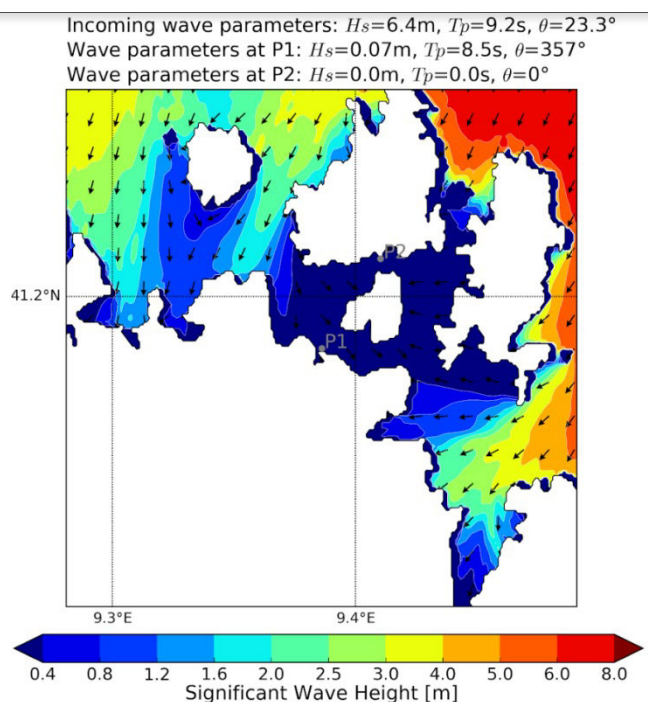 Incoming wave parameters: Hs=6.4m, Tp=9.2s, θ=23.3°
Wave parameters at P1: Hs=0.07m, Tp=8.5s, θ=357°
Wave parameters at P2: Hs=0.0m, Tp=0.0s, θ=0°
P2
41.2°N
P1
9.3°E 9.4°E
0.4 0.8 1.2 1.6 2.0 2.5 3.0 4.0 5.0 6.0 8.0
Significant Wave Height [m]